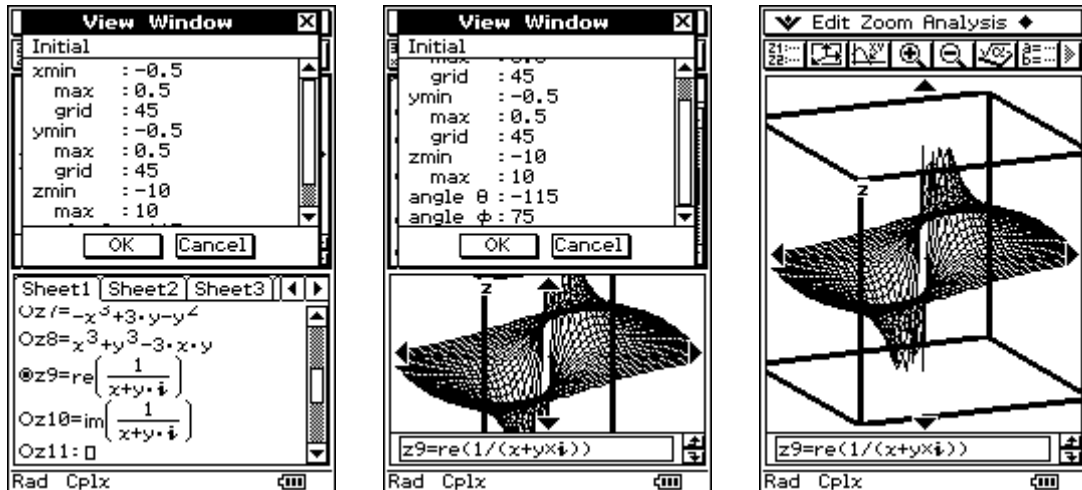 View Window
Initial
xmin :-0.5
max :0.5
grid :45
ymin :-0.5
max :0.5
grid :45
zmin :-10
max :10
OK Cancel
Sheet1 Sheet2 Sheet3
z7=-x³+3·y-y²
z8=x³+y³-3·x·y
z9=re(1/(x+y·i))
z10=im(1/(x+y·i))
z11:
Rad Cplx
View Window
Initial
grid :45
ymin :-0.5
max :0.5
grid :45
zmin :-10
max :10
angle θ :-115
angle ϕ :75
OK Cancel
z
z9=re(1/(x+y×i))
Rad Cplx
Edit Zoom Analysis
z
z9=re(1/(x+y×i))
Rad Cplx